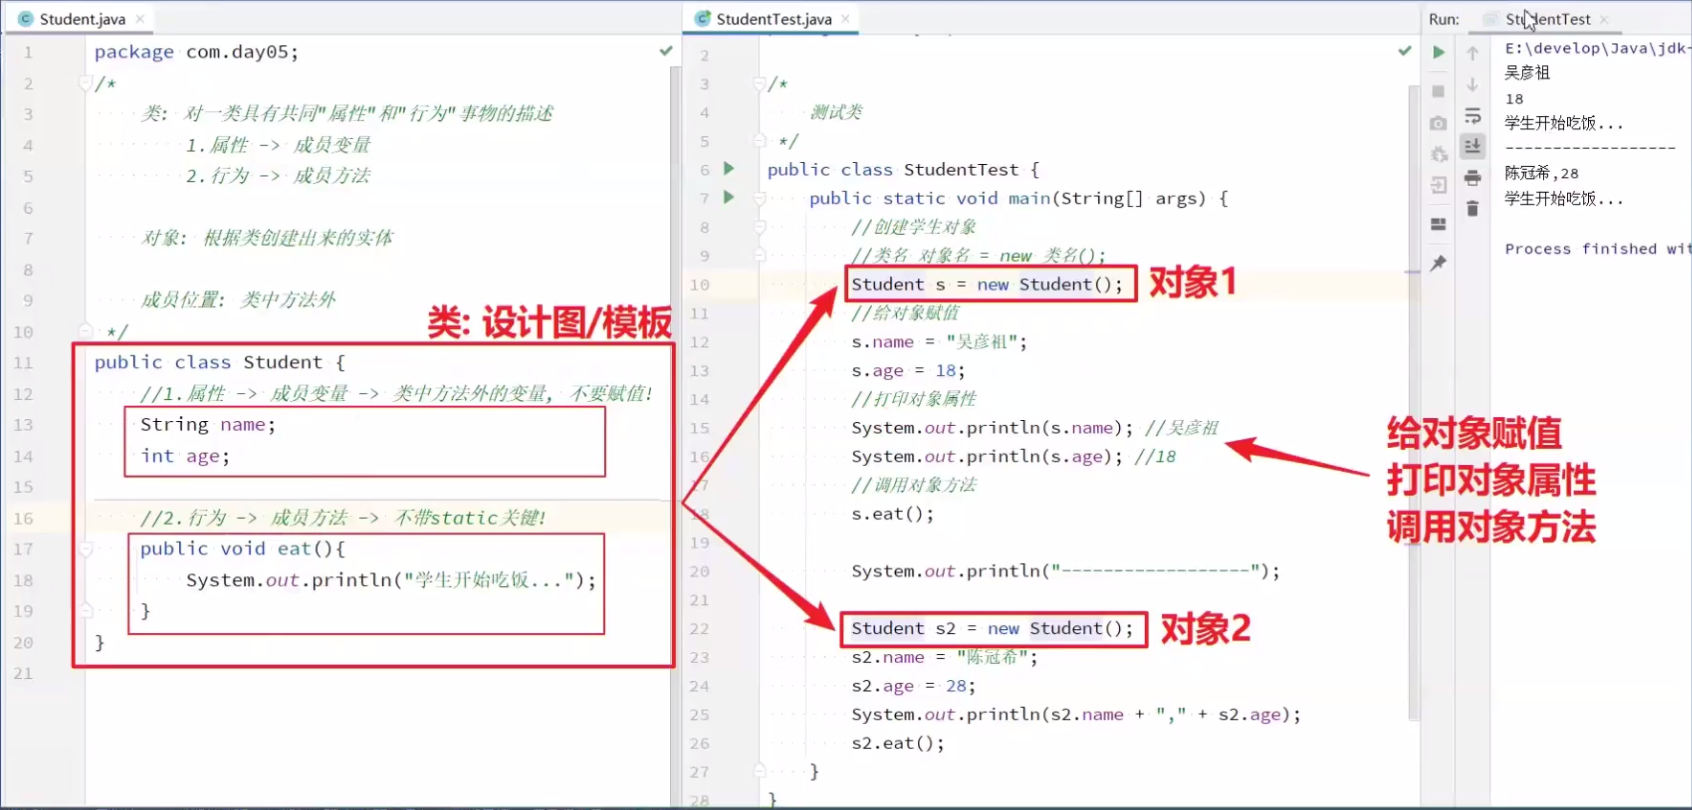 Student.java
1 package com.day05;
2 /*
3 类: 对一类具有共同"属性"和"行为"事物的描述
4 1.属性 -> 成员变量
5 2.行为 -> 成员方法
6
7 对象: 根据类创建出来的实体
8
9 成员位置: 类中方法外
10 */
类: 设计图/模板
11 public class Student {
12 //1.属性 -> 成员变量 -> 类中方法外的变量, 不要赋值!
13 String name;
14 int age;
15
16 //2.行为 -> 成员方法 -> 不带static关键!
17 public void eat(){
18 System.out.println("学生开始吃饭...");
19 }
20 }
21
StudentTest.java
2
3 /*
4 测试类
5 */
6 public class StudentTest {
7 public static void main(String[] args) {
8 //创建学生对象
9 //类名 对象名 = new 类名();
10 Student s = new Student(); 对象1
11 //给对象赋值
12 s.name = "吴彦祖";
13 s.age = 18;
14 //打印对象属性
15 System.out.println(s.name); //吴彦祖
16 System.out.println(s.age); //18
17 //调用对象方法
18 s.eat();
19
20 System.out.println("------------------");
21
22 Student s2 = new Student(); 对象2
23 s2.name = "陈冠希";
24 s2.age = 28;
25 System.out.println(s2.name + "," + s2.age);
26 s2.eat();
27 }
28 }
给对象赋值
打印对象属性
调用对象方法
Run: StudentTest
E:\develop\Java\jdk-
吴彦祖
18
学生开始吃饭...
------------------
陈冠希,28
学生开始吃饭...
Process finished wit